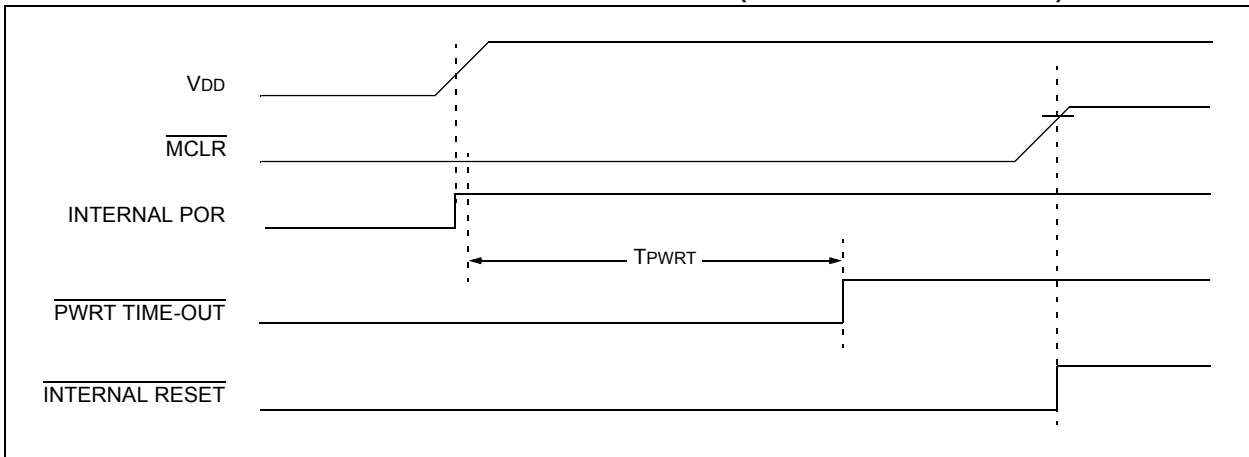 VDD
MCLR
INTERNAL POR
TPWRT
PWRT TIME-OUT
INTERNAL RESET